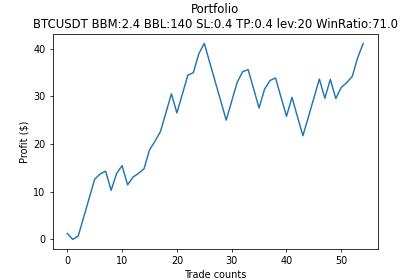 Portfolio
BTCUSDT BBM:2.4 BBL:140 SL:0.4 TP:0.4 lev:20 WinRatio:71.0
40
30
20
10
0
Profit ($)
0 10 20 30 40 50
Trade counts